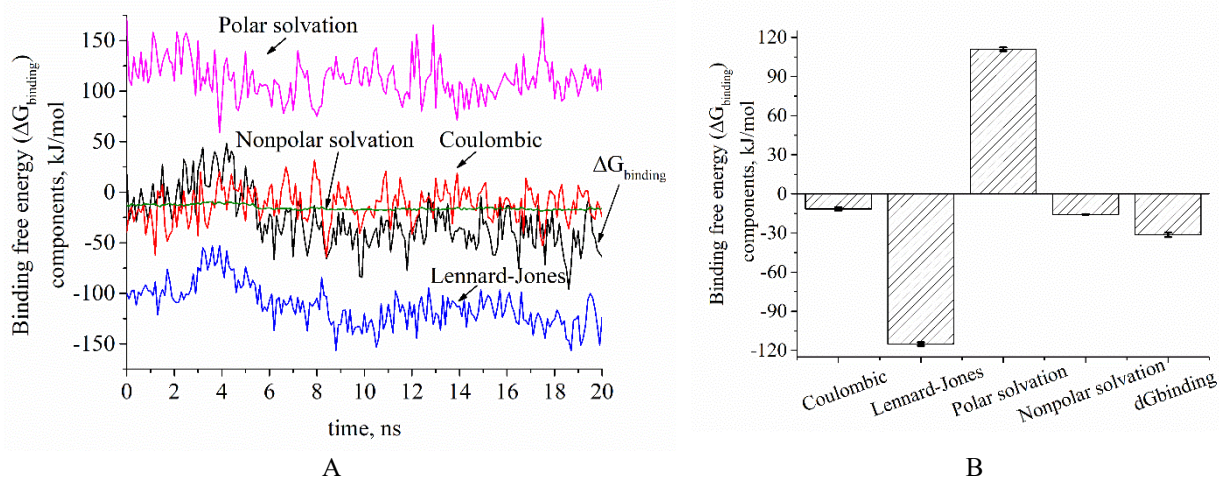 Binding free energy (ΔGbinding)
components, kJ/mol
150
100
50
0
-50
-100
-150
Polar solvation
Nonpolar solvation
Coulombic
ΔGbinding
Lennard-Jones
0 2 4 6 8 10 12 14 16 18 20
time, ns
A
Binding free energy (ΔGbinding)
components, kJ/mol
120
90
60
30
0
-30
-60
-90
-120
Coulombic
Lennard-Jones
Polar solvation
Nonpolar solvation
dGbinding
B